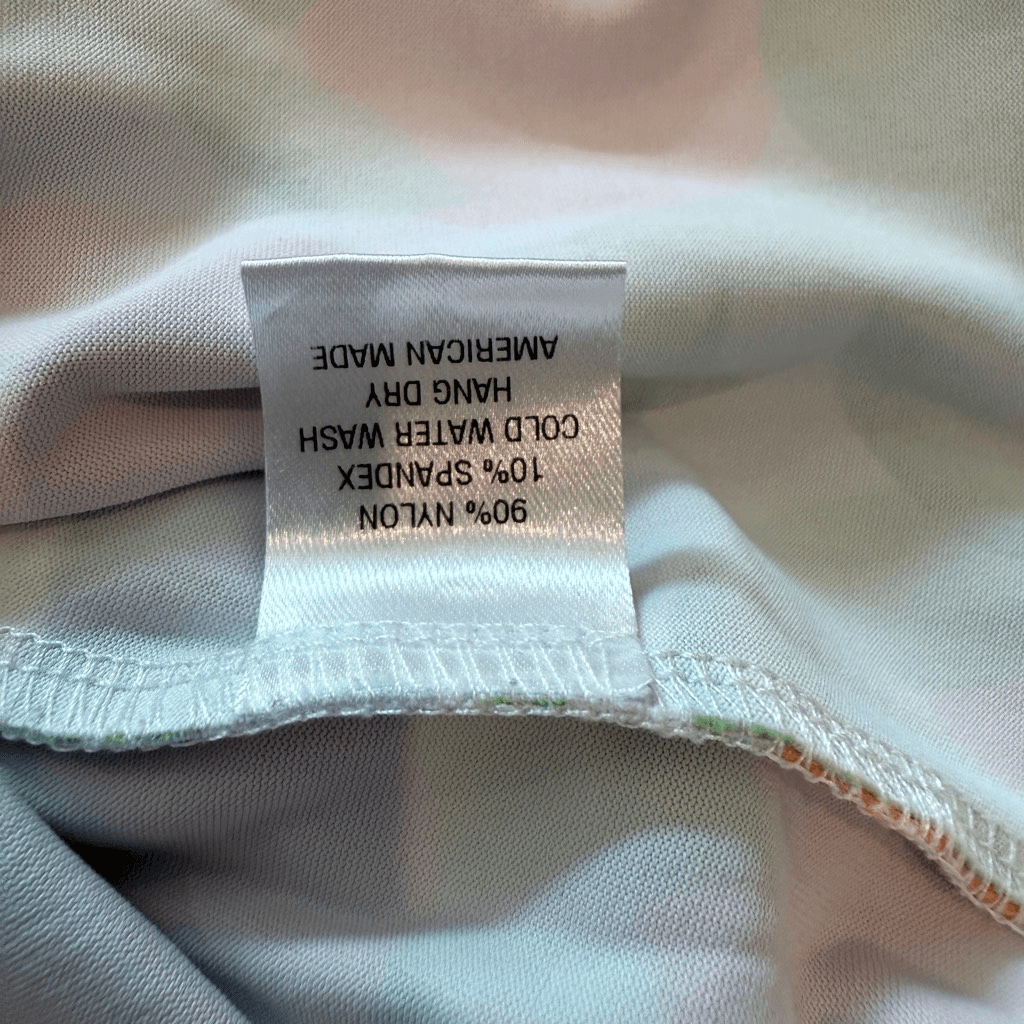 90% NYLON
10% SPANDEX
COLD WATER WASH
HANG DRY
AMERICAN MADE